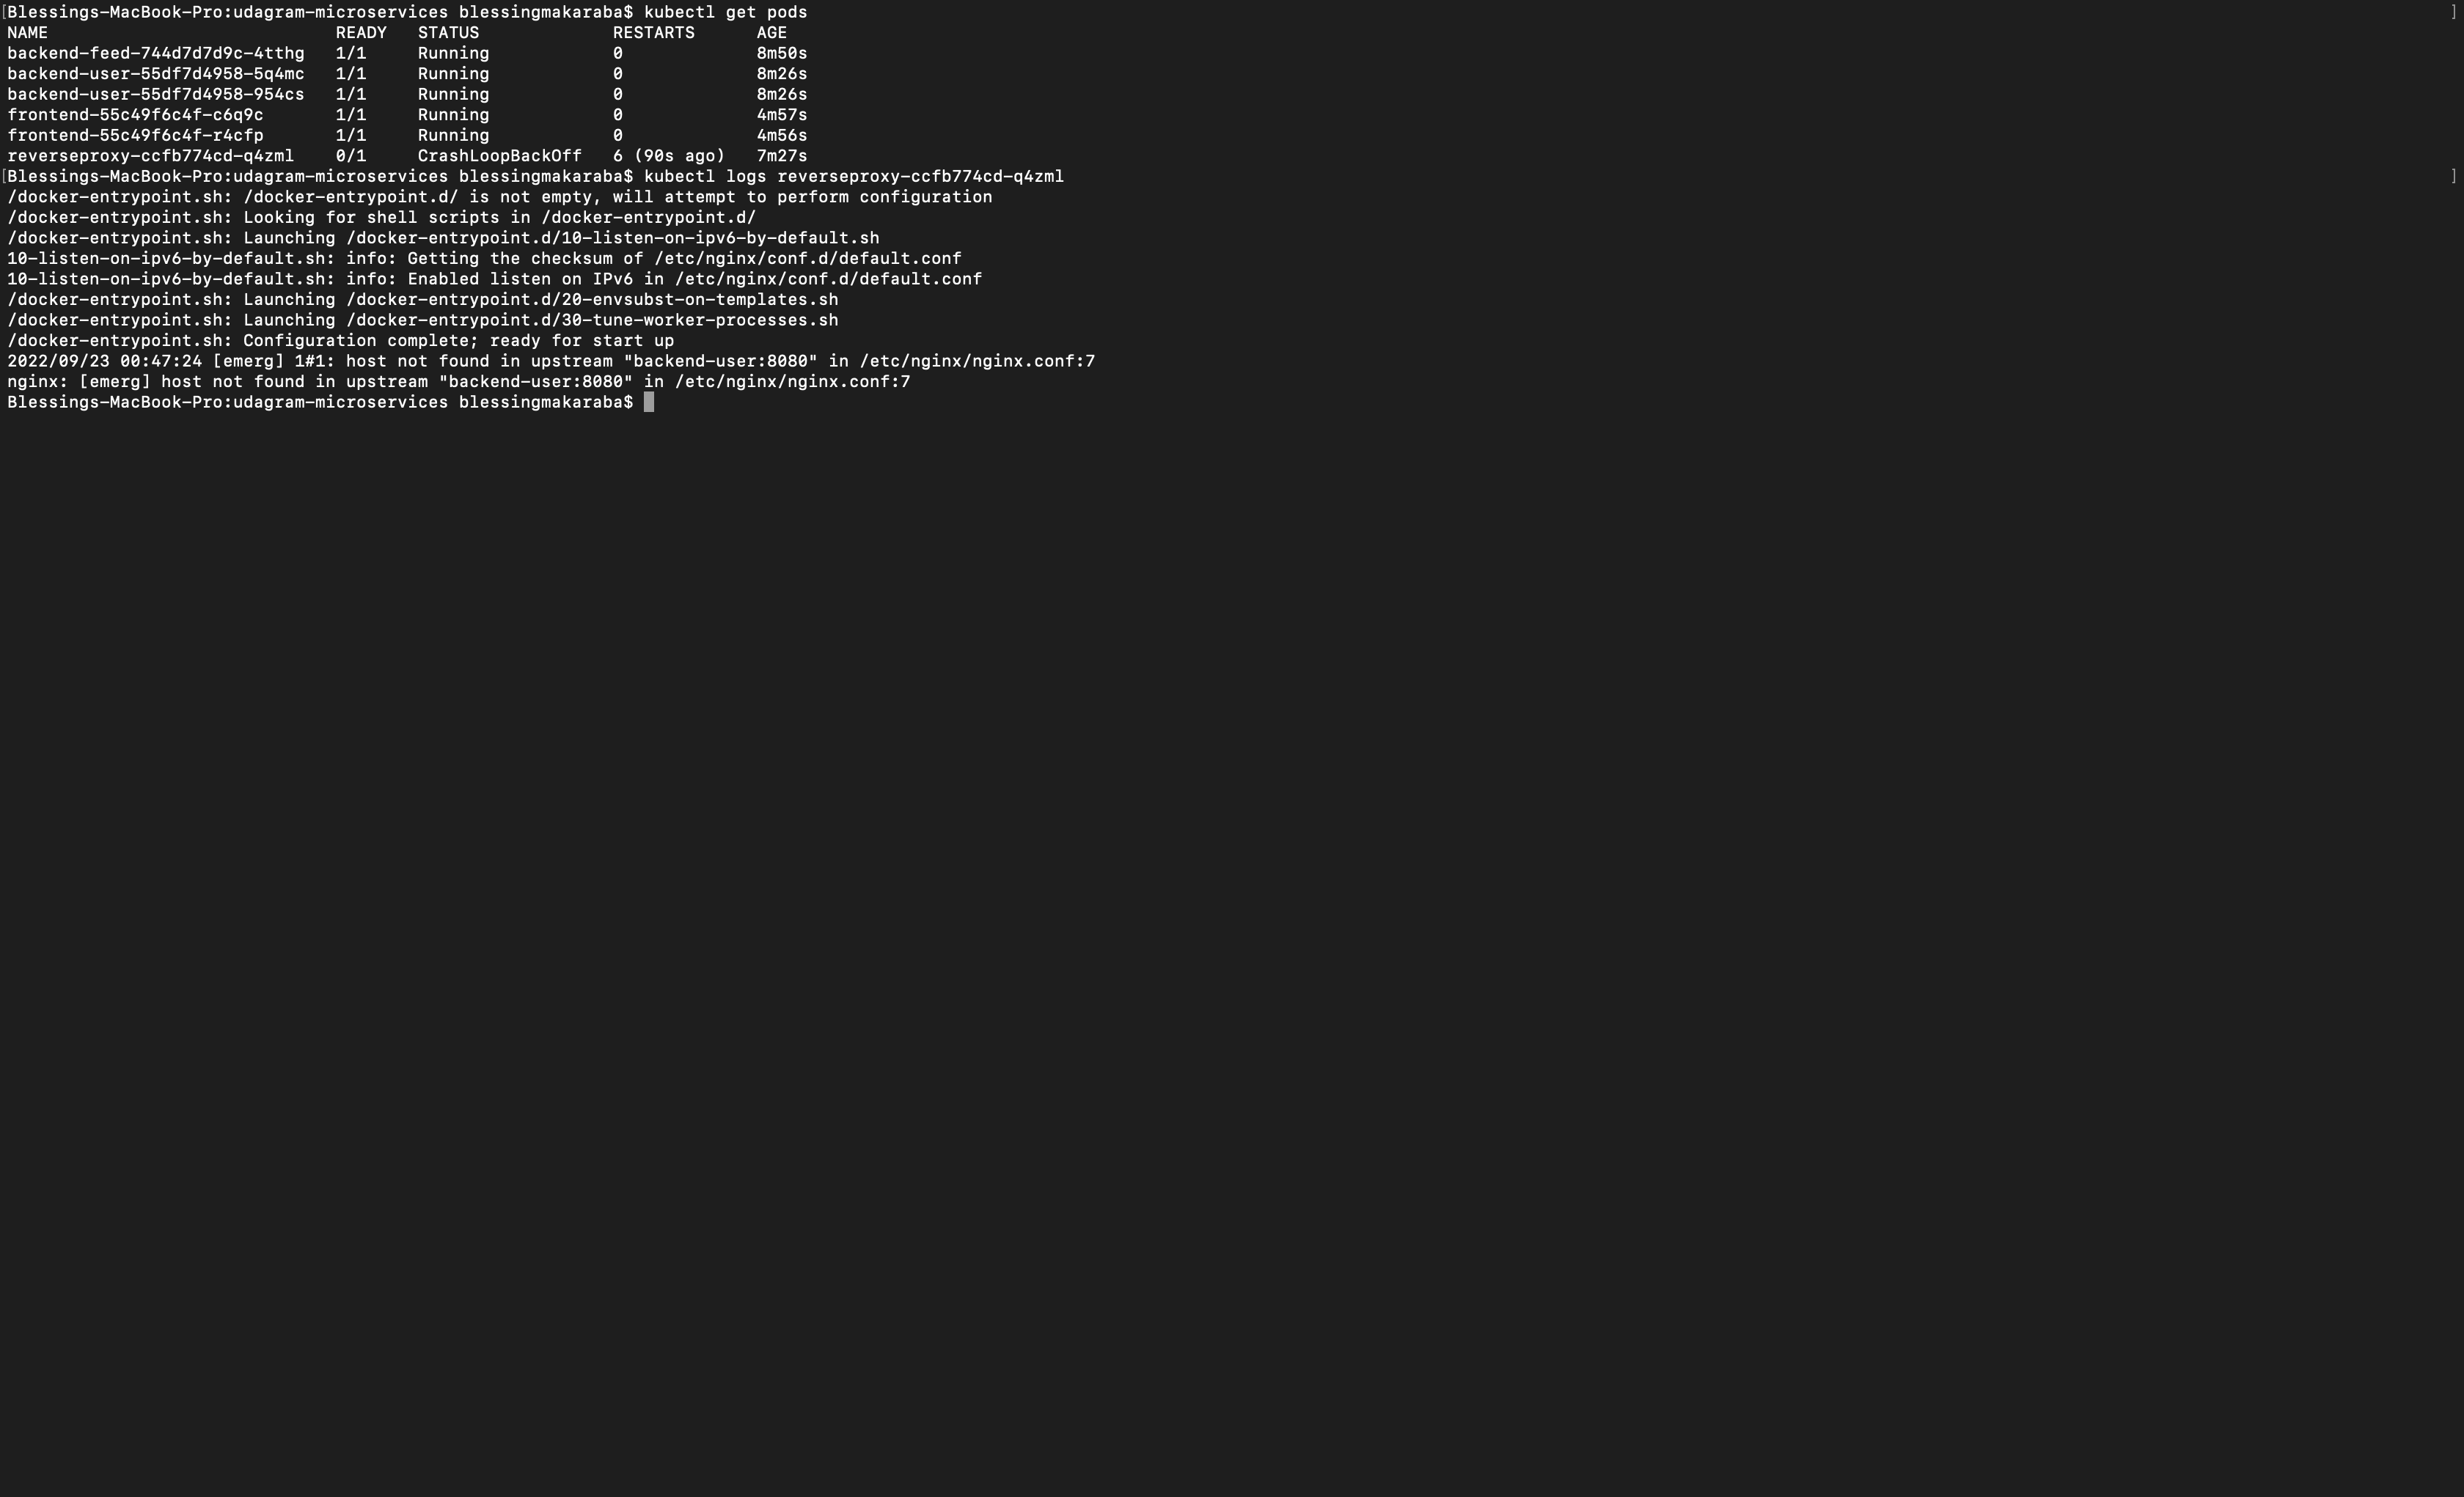 [Blessings-MacBook-Pro:udagram-microservices blessingmakaraba$ kubectl get pods ]
NAME READY STATUS RESTARTS AGE
backend-feed-744d7d7d9c-4tthg 1/1 Running 0 8m50s
backend-user-55df7d4958-5q4mc 1/1 Running 0 8m26s
backend-user-55df7d4958-954cs 1/1 Running 0 8m26s
frontend-55c49f6c4f-c6q9c 1/1 Running 0 4m57s
frontend-55c49f6c4f-r4cfp 1/1 Running 0 4m56s
reverseproxy-ccfb774cd-q4zml 0/1 CrashLoopBackOff 6 (90s ago) 7m27s
[Blessings-MacBook-Pro:udagram-microservices blessingmakaraba$ kubectl logs reverseproxy-ccfb774cd-q4zml ]
/docker-entrypoint.sh: /docker-entrypoint.d/ is not empty, will attempt to perform configuration
/docker-entrypoint.sh: Looking for shell scripts in /docker-entrypoint.d/
/docker-entrypoint.sh: Launching /docker-entrypoint.d/10-listen-on-ipv6-by-default.sh
10-listen-on-ipv6-by-default.sh: info: Getting the checksum of /etc/nginx/conf.d/default.conf
10-listen-on-ipv6-by-default.sh: info: Enabled listen on IPv6 in /etc/nginx/conf.d/default.conf
/docker-entrypoint.sh: Launching /docker-entrypoint.d/20-envsubst-on-templates.sh
/docker-entrypoint.sh: Launching /docker-entrypoint.d/30-tune-worker-processes.sh
/docker-entrypoint.sh: Configuration complete; ready for start up
2022/09/23 00:47:24 [emerg] 1#1: host not found in upstream "backend-user:8080" in /etc/nginx/nginx.conf:7
nginx: [emerg] host not found in upstream "backend-user:8080" in /etc/nginx/nginx.conf:7
Blessings-MacBook-Pro:udagram-microservices blessingmakaraba$